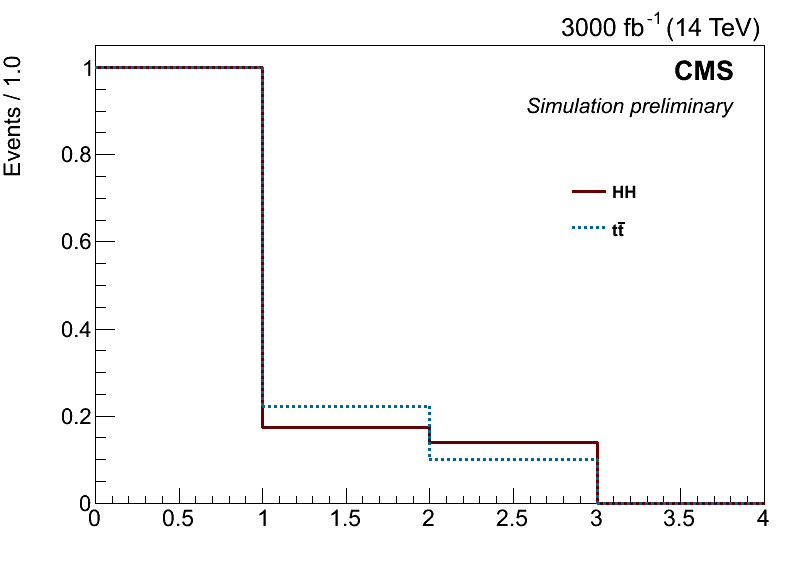 3000 fb-1 (14 TeV)
Events / 1.0
CMS
Simulation preliminary
HH
tt̄
1
0.8
0.6
0.4
0.2
0
0 0.5 1 1.5 2 2.5 3 3.5 4